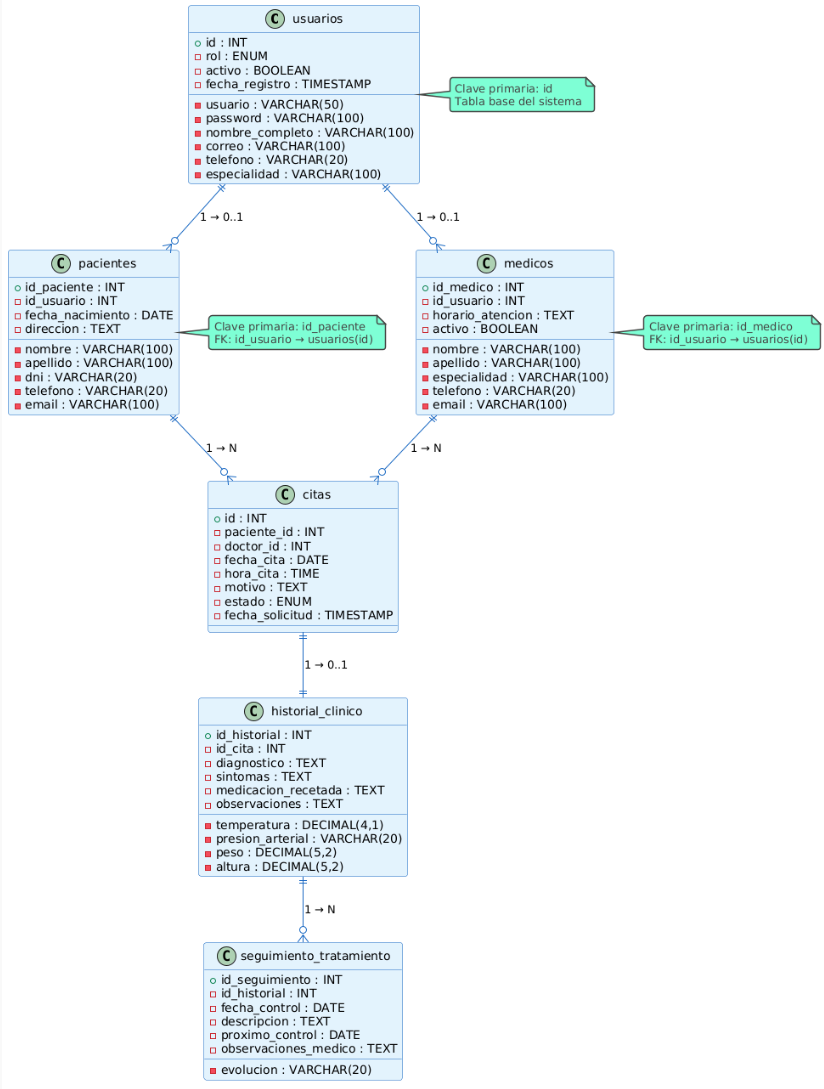 C usuarios
id : INT
rol : ENUM
activo : BOOLEAN
fecha_registro : TIMESTAMP
usuario : VARCHAR(50)
password : VARCHAR(100)
nombre_completo : VARCHAR(100)
correo : VARCHAR(100)
telefono : VARCHAR(20)
especialidad : VARCHAR(100)
Clave primaria: id
Tabla base del sistema
1 → 0..1
1 → 0..1
C pacientes
id_paciente : INT
id_usuario : INT
fecha_nacimiento : DATE
direccion : TEXT
nombre : VARCHAR(100)
apellido : VARCHAR(100)
dni : VARCHAR(20)
telefono : VARCHAR(20)
email : VARCHAR(100)
Clave primaria: id_paciente
FK: id_usuario → usuarios(id)
C medicos
id_medico : INT
id_usuario : INT
horario_atencion : TEXT
activo : BOOLEAN
nombre : VARCHAR(100)
apellido : VARCHAR(100)
especialidad : VARCHAR(100)
telefono : VARCHAR(20)
email : VARCHAR(100)
Clave primaria: id_medico
FK: id_usuario → usuarios(id)
1 → N
1 → N
C citas
id : INT
paciente_id : INT
doctor_id : INT
fecha_cita : DATE
hora_cita : TIME
motivo : TEXT
estado : ENUM
fecha_solicitud : TIMESTAMP
1 → 0..1
C historial_clinico
id_historial : INT
id_cita : INT
diagnostico : TEXT
sintomas : TEXT
medicacion_recetada : TEXT
observaciones : TEXT
temperatura : DECIMAL(4,1)
presion_arterial : VARCHAR(20)
peso : DECIMAL(5,2)
altura : DECIMAL(5,2)
1 → N
C seguimiento_tratamiento
id_seguimiento : INT
id_historial : INT
fecha_control : DATE
descripcion : TEXT
proximo_control : DATE
observaciones_medico : TEXT
evolucion : VARCHAR(20)